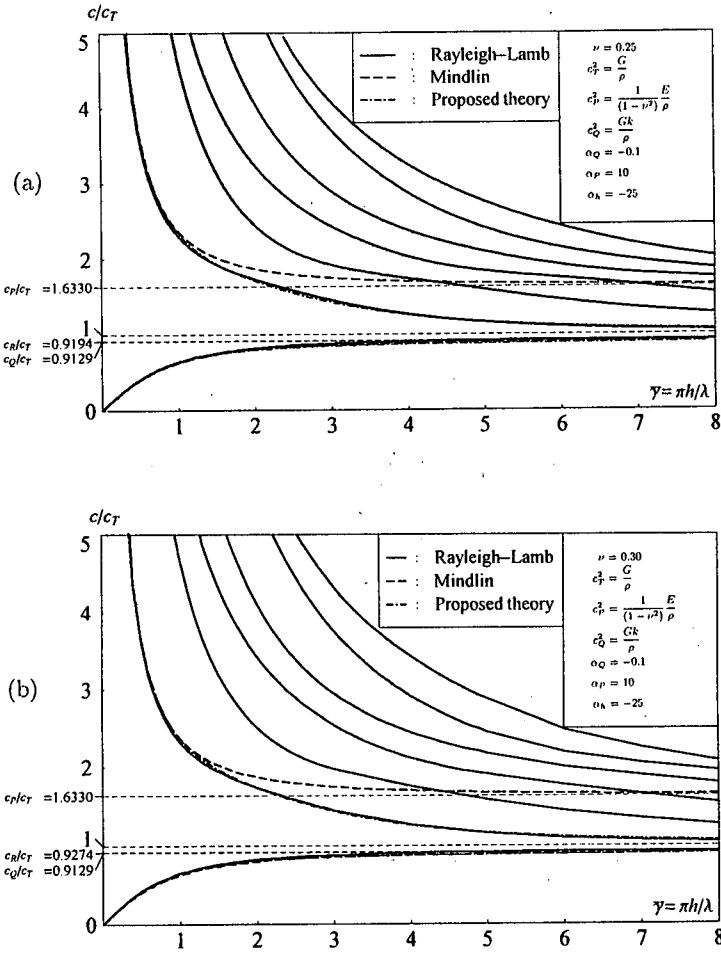 c/c_T
5
4
(a)
3
2
c_P/c_T =1.6330
1
c_R/c_T =0.9194
c_Q/c_T =0.9129
0
1 2 3 4 5 6 7 8
γ̄ = πh/λ
— : Rayleigh–Lamb
– – – : Mindlin
–·–·– : Proposed theory
ν = 0.25
c_T^2 = G/ρ
c_P^2 = 1/(1 − ν^2) E/ρ
c_Q^2 = Gk/ρ
α_Q = −0.1
α_P = 10
α_h = −25
c/c_T
5
4
(b)
3
2
c_P/c_T =1.6330
1
c_R/c_T =0.9274
c_Q/c_T =0.9129
0
1 2 3 4 5 6 7 8
γ̄ = πh/λ
— : Rayleigh–Lamb
– – – : Mindlin
–·–·– : Proposed theory
ν = 0.30
c_T^2 = G/ρ
c_P^2 = 1/(1 − ν^2) E/ρ
c_Q^2 = Gk/ρ
α_Q = −0.1
α_P = 10
α_h = −25